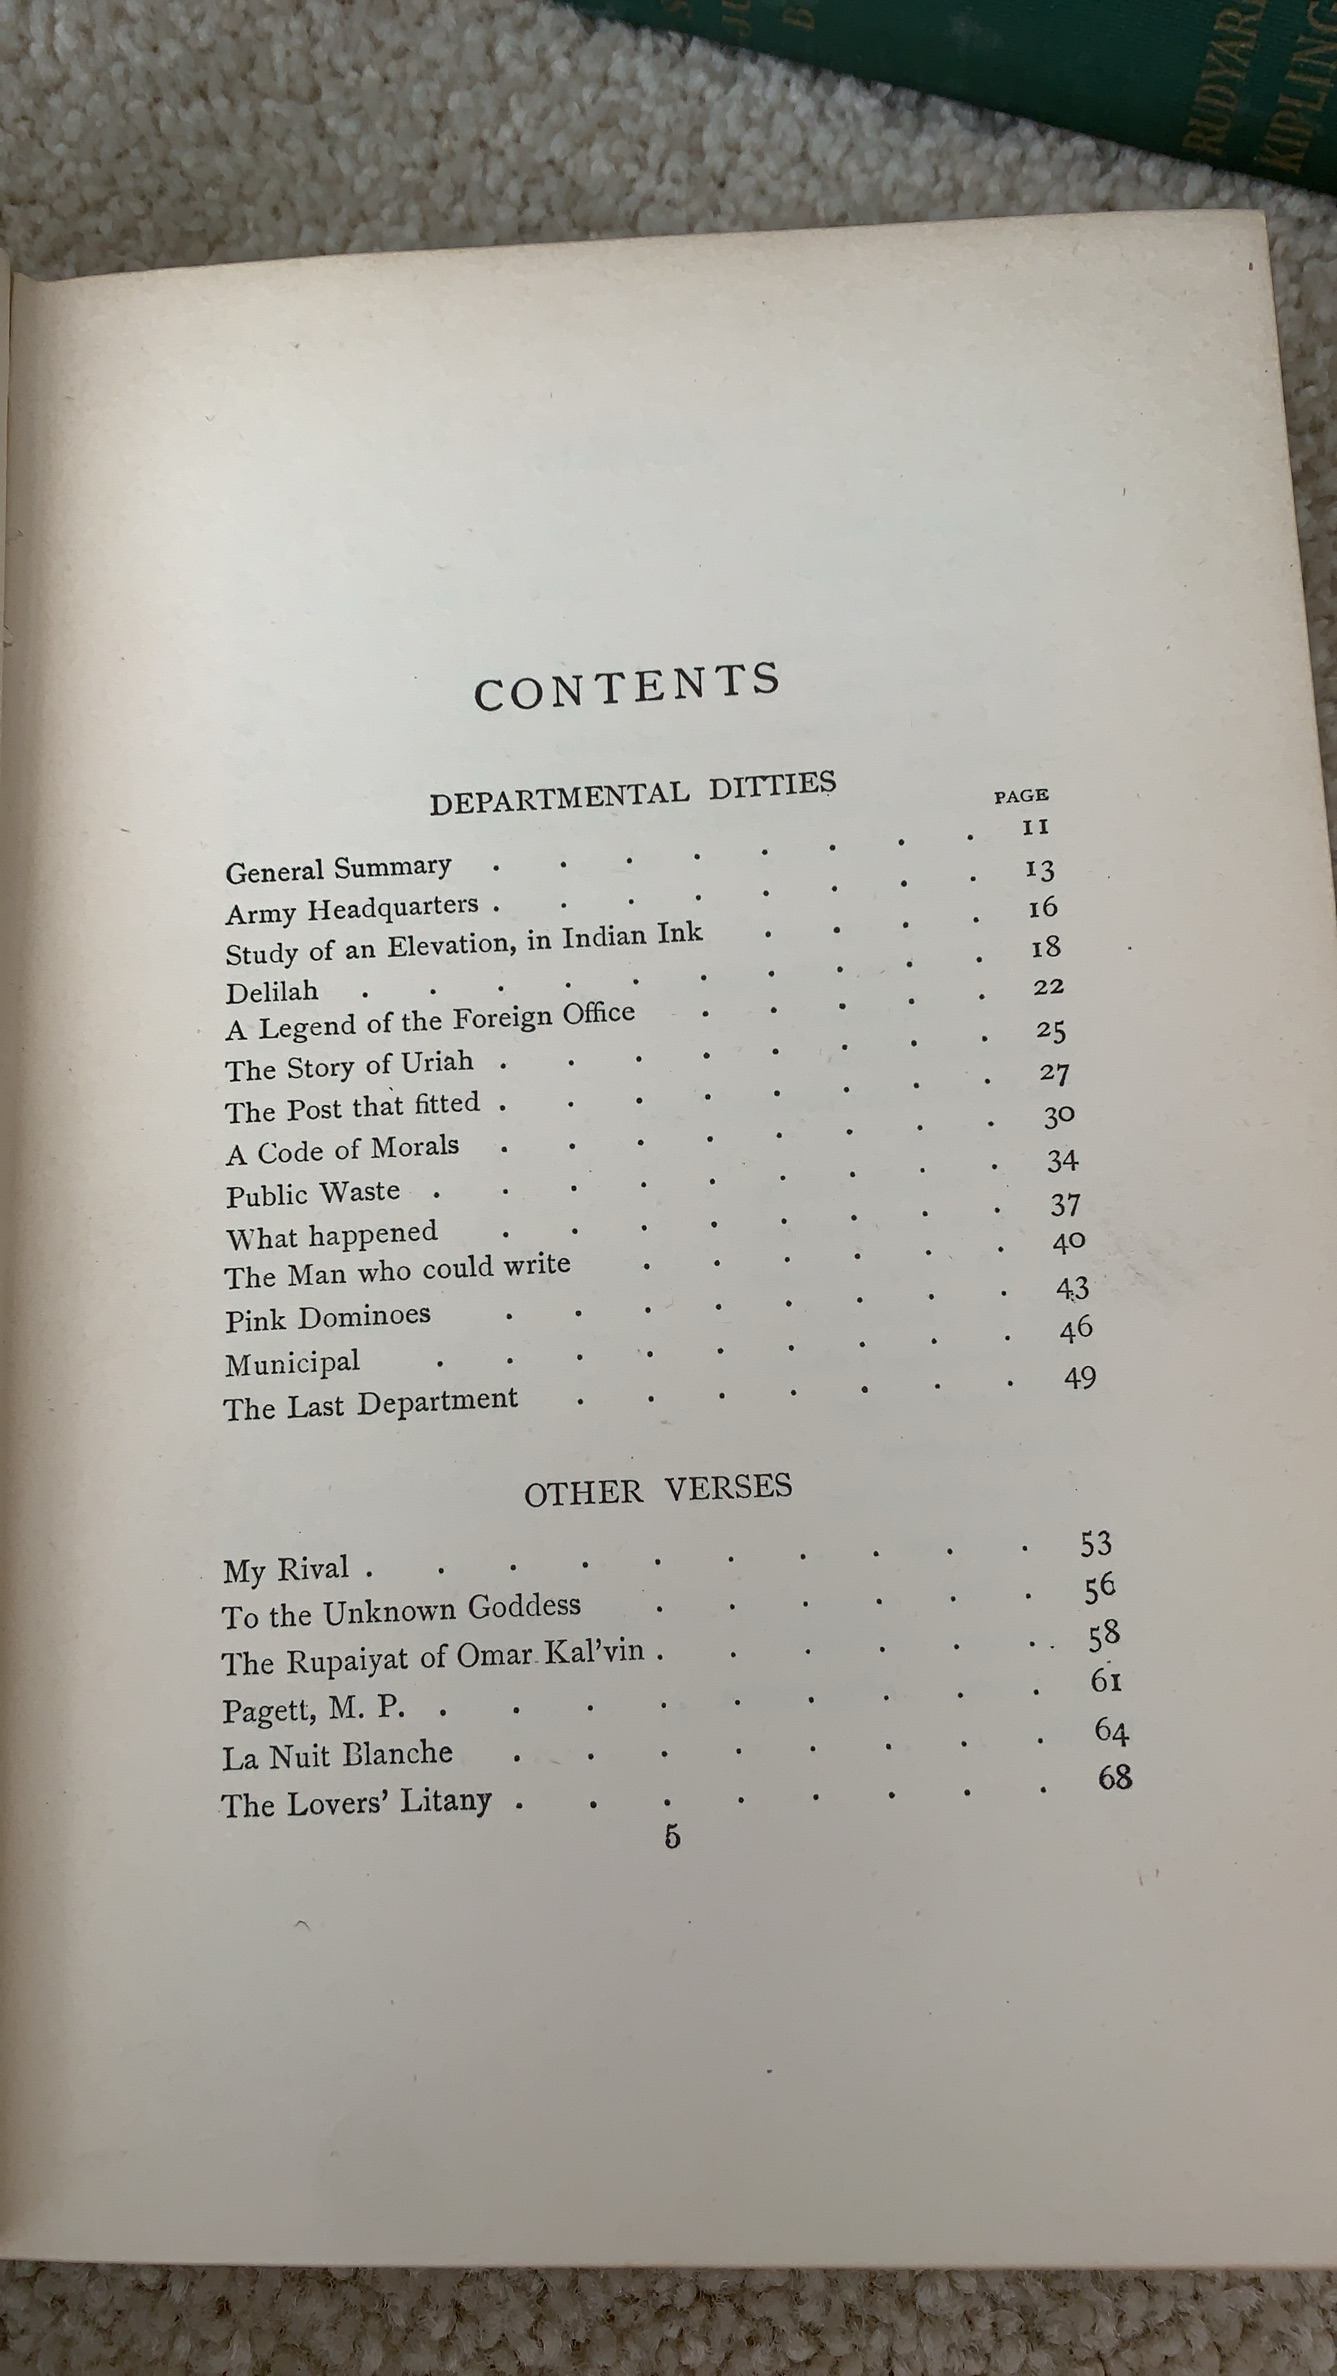 RUDYARD
KIPLING
CONTENTS
DEPARTMENTAL DITTIES
PAGE
General Summary . . . . . . . . 11
Army Headquarters . . . . . . . . 13
Study of an Elevation, in Indian Ink . . . . 16
Delilah . . . . . . . . . . 18
A Legend of the Foreign Office . . . . . 22
The Story of Uriah . . . . . . . . 25
The Post that fitted . . . . . . . . 27
A Code of Morals . . . . . . . . 30
Public Waste . . . . . . . . . 34
What happened . . . . . . . . 37
The Man who could write . . . . . . 40
Pink Dominoes . . . . . . . . 43
Municipal . . . . . . . . . 46
The Last Department . . . . . . . 49
OTHER VERSES
My Rival . . . . . . . . . . 53
To the Unknown Goddess . . . . . . 56
The Rupaiyat of Omar Kal'vin . . . . . . 58
Pagett, M. P. . . . . . . . . . 61
La Nuit Blanche . . . . . . . . 64
The Lovers' Litany . . . . . . . . 68
5